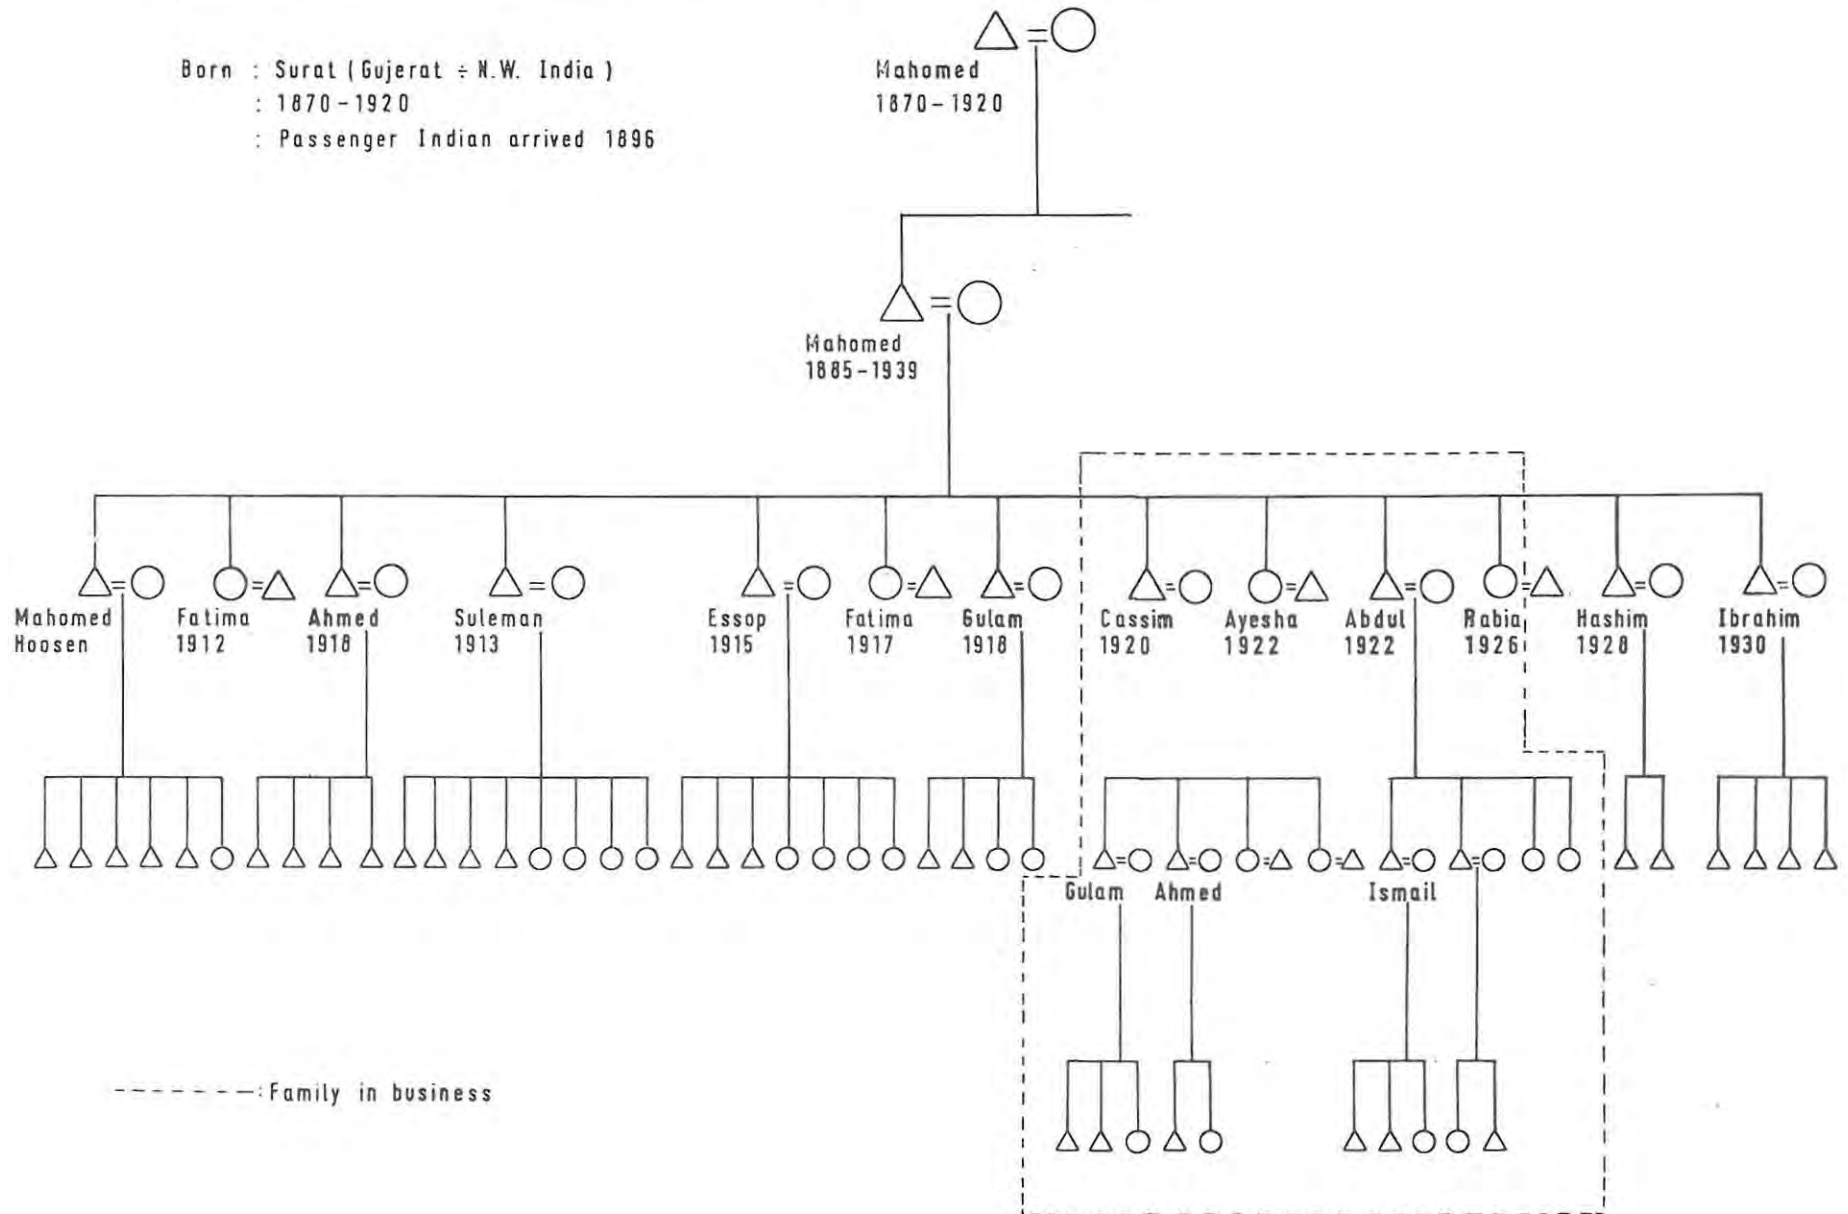 Born : Surat ( Gujerat ÷ N.W. India )
: 1870-1920
: Passenger Indian arrived 1896
Mahomed
1870-1920
Mahomed
1885-1939
Mahomed
Hoosen
Fatima
1912
Ahmed
1918
Suleman
1913
Essop
1915
Fatima
1917
Gulam
1918
Cassim
1920
Ayesha
1922
Abdul
1922
Rabia
1926
Hashim
1928
Ibrahim
1930
Gulam
Ahmed
Ismail
: Family in business